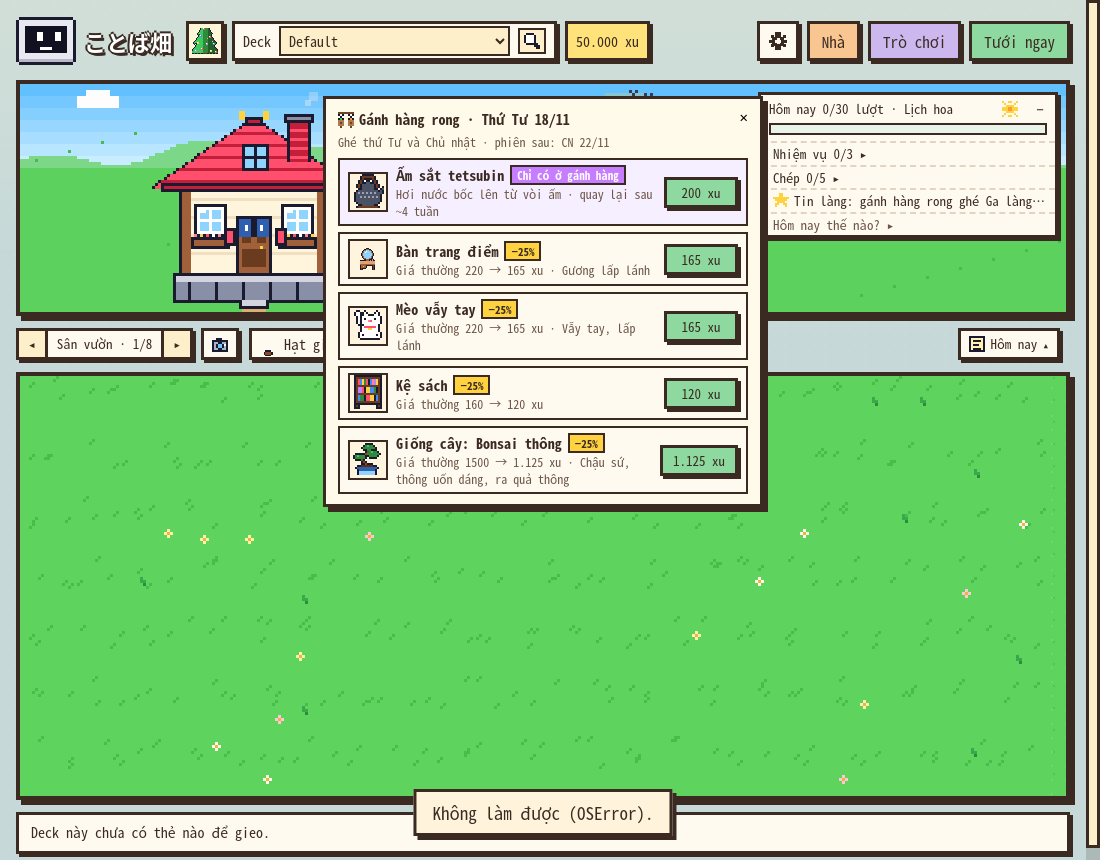 ことば畑
Deck Default
50.000 xu
Nhà
Trò chơi
Tưới ngay
Gánh hàng rong · Thứ Tư 18/11 ×
Ghé thứ Tư và Chủ nhật · phiên sau: CN 22/11
Ấm sắt tetsubin Chỉ có ở gánh hàng
Hơi nước bốc lên từ vòi ấm · quay lại sau
~4 tuần
200 xu
Bàn trang điểm −25%
Giá thường 220 → 165 xu · Gương lấp lánh
165 xu
Mèo vẫy tay −25%
Giá thường 220 → 165 xu · Vẫy tay, lấp
lánh
165 xu
Kệ sách −25%
Giá thường 160 → 120 xu
120 xu
Giống cây: Bonsai thông −25%
Giá thường 1500 → 1.125 xu · Chậu sứ,
thông uốn dáng, ra quả thông
1.125 xu
Hôm nay 0/30 lượt · Lịch hoa −
Nhiệm vụ 0/3 ▸
Chép 0/5 ▸
Tin làng: gánh hàng rong ghé Ga làng…
Hôm nay thế nào? ▸
◂ Sân vườn · 1/8 ▸
Hạt g
Hôm nay ▴
Không làm được (OSError).
Deck này chưa có thẻ nào để gieo.